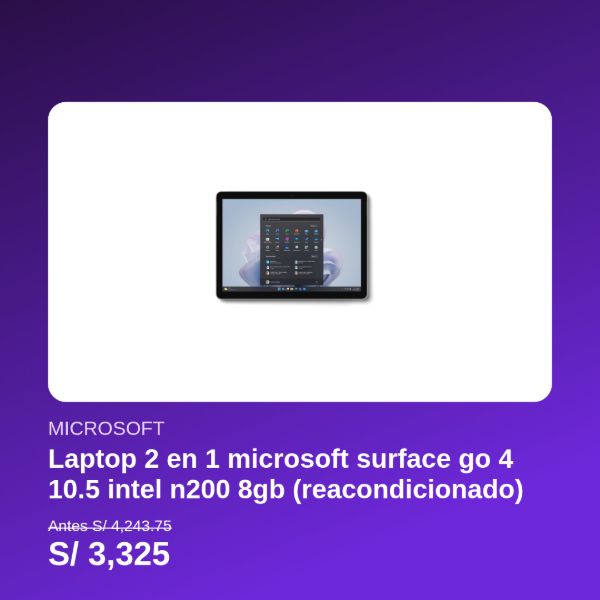 MICROSOFT
Laptop 2 en 1 microsoft surface go 4
10.5 intel n200 8gb (reacondicionado)
Antes S/ 4,243.75
S/ 3,325